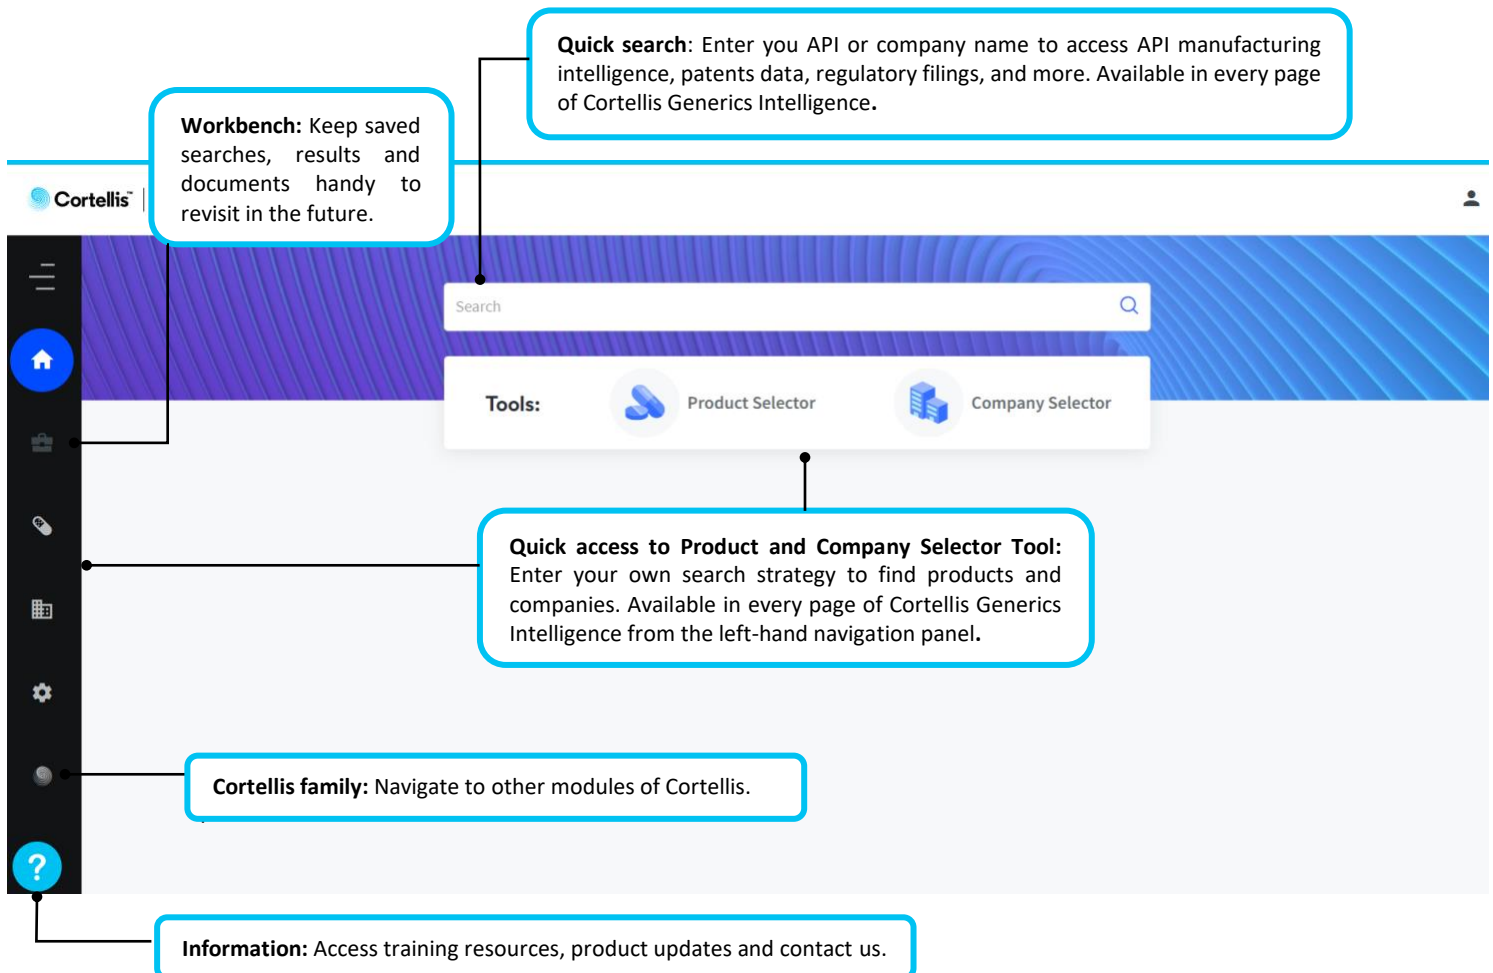 Quick search: Enter you API or company name to access API manufacturing
intelligence, patents data, regulatory filings, and more. Available in every page
of Cortellis Generics Intelligence.
Workbench: Keep saved
searches, results and
documents handy to
revisit in the future.
Cortellis™
Search
Tools:
Product Selector
Company Selector
Quick access to Product and Company Selector Tool:
Enter your own search strategy to find products and
companies. Available in every page of Cortellis Generics
Intelligence from the left-hand navigation panel.
Cortellis family: Navigate to other modules of Cortellis.
?
Information: Access training resources, product updates and contact us.